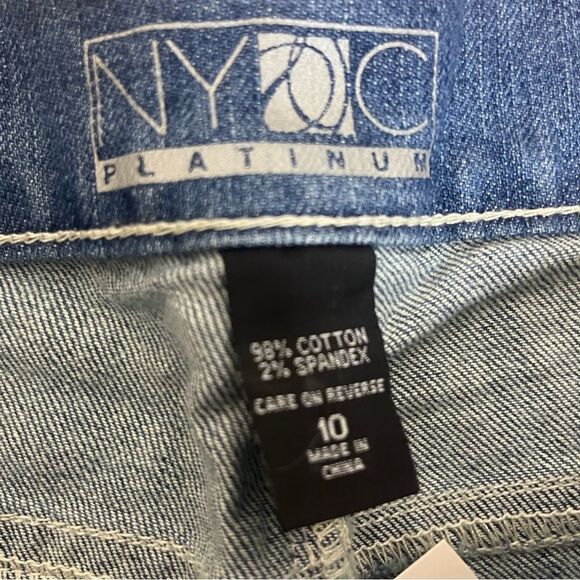 NY&C
PLATINUM
98% COTTON
2% SPANDEX
CARE ON REVERSE
10
MADE IN
CHINA